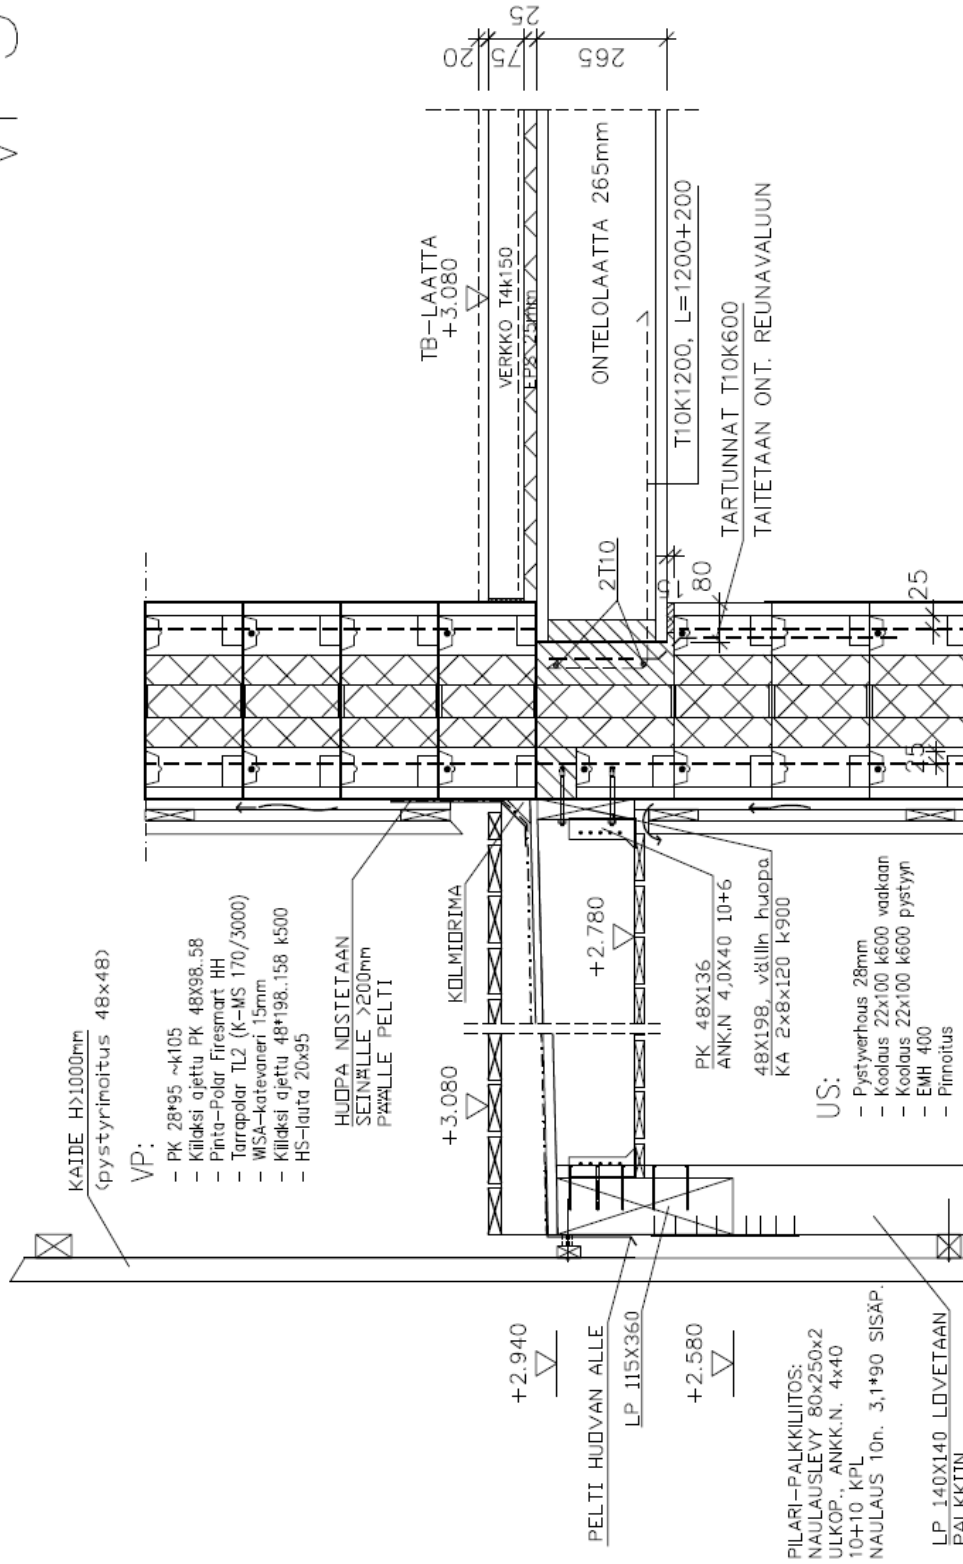 KAIDE H>1000mm
(pystyrimoitus 48x48)
VP:
- PK 28*95 ~k105
- Kiilaksi ajettu PK 48X98..58
- Pinta-Polar Firesmart HH
- Tarrapolar TL2 (K-MS 170/3000)
- WISA-katevaneri 15mm
- Kiilaksi ajettu 48*198..158 k500
- HS-lauta 20x95
HUOPA NOSTETAAN
SEINÄLLE >200mm
PÄÄLLE PELTI
KOLMIORIMA
+3.080
+2.780
PK 48X136
ANK.N 4,0X40 10+6
48X198, väliin huopa
KA 2x8x120 k900
US:
- Pystyverhous 28mm
- Koolaus 22x100 k600 vaakaan
- Koolaus 22x100 k600 pystyyn
- EMH 400
- Pinnoitus
+2.940
PELTI HUOVAN ALLE
LP 115X360
+2.580
PILARI-PALKKILIITOS:
NAULAUSLEVY 80x250x2
ULKOP., ANKK.N. 4x40
10+10 KPL
NAULAUS 10n. 3,1*90 SISÄP.
LP 140X140 LOVETAAN
PALKKIIN
TB-LAATTA
+3.080
VERKKO T4k150
EPS 25mm
ONTELOLAATTA 265mm
T10K1200, L=1200+200
TARTUNNAT T10K600
TAITETAAN ONT. REUNAVALUUN
2T10
15
80
25
25
20
75
25
265